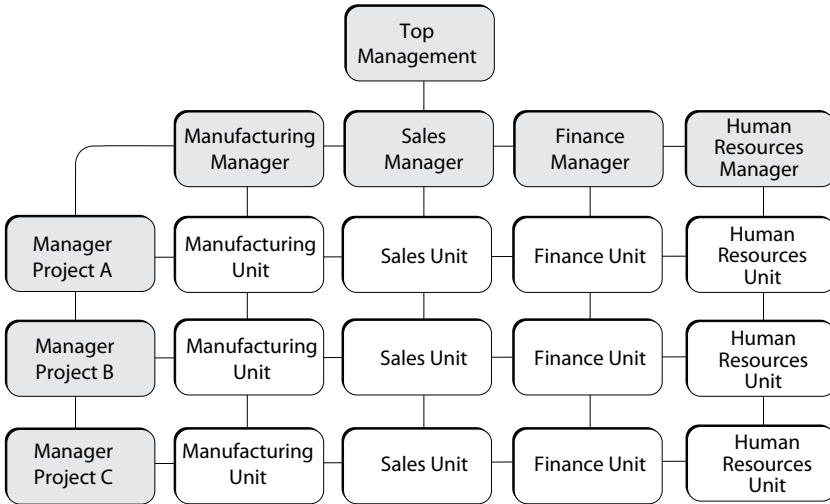 Top
Management
Manufacturing
Manager
Sales
Manager
Finance
Manager
Human
Resources
Manager
Manager
Project A
Manufacturing
Unit
Sales Unit
Finance Unit
Human
Resources
Unit
Manager
Project B
Manufacturing
Unit
Sales Unit
Finance Unit
Human
Resources
Unit
Manager
Project C
Manufacturing
Unit
Sales Unit
Finance Unit
Human
Resources
Unit